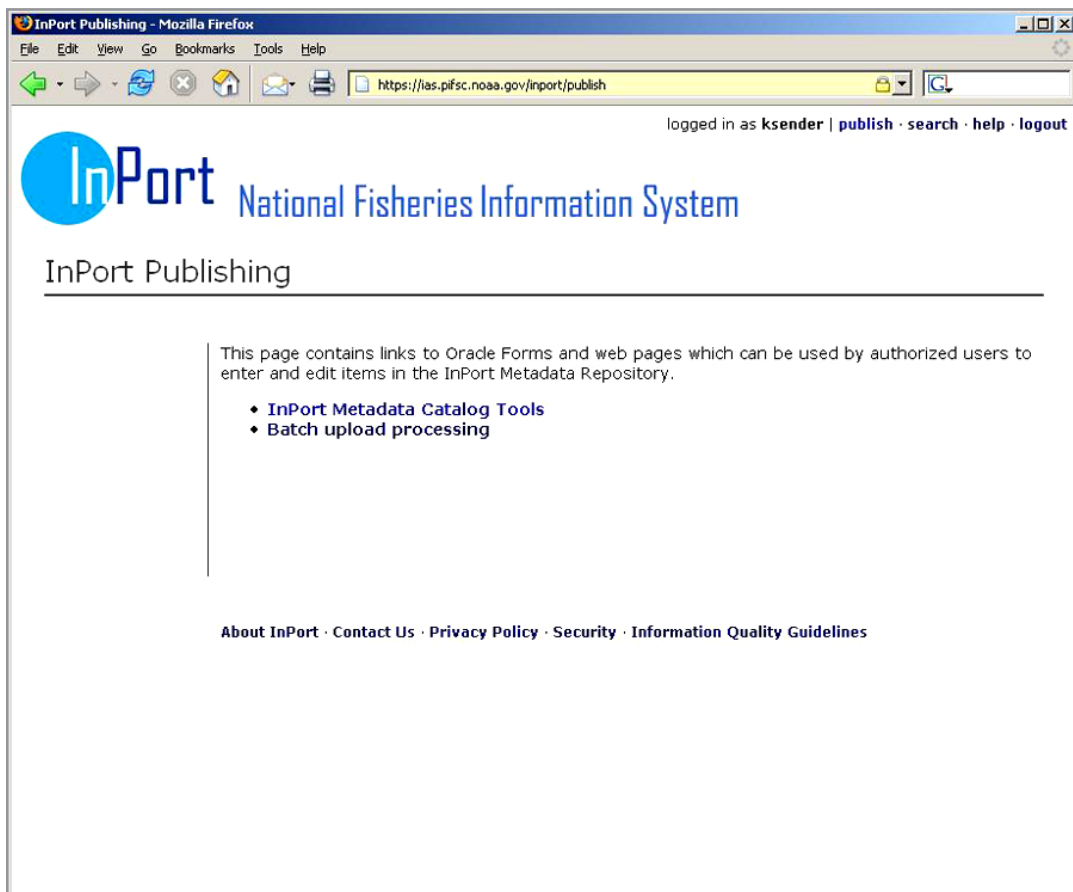 InPort Publishing - Mozilla Firefox
File Edit View Go Bookmarks Tools Help
https://ias.pifsc.noaa.gov/inport/publish
G
logged in as ksender | publish · search · help · logout
InPort National Fisheries Information System
InPort Publishing
This page contains links to Oracle Forms and web pages which can be used by authorized users to
enter and edit items in the InPort Metadata Repository.
• InPort Metadata Catalog Tools
• Batch upload processing
About InPort · Contact Us · Privacy Policy · Security · Information Quality Guidelines